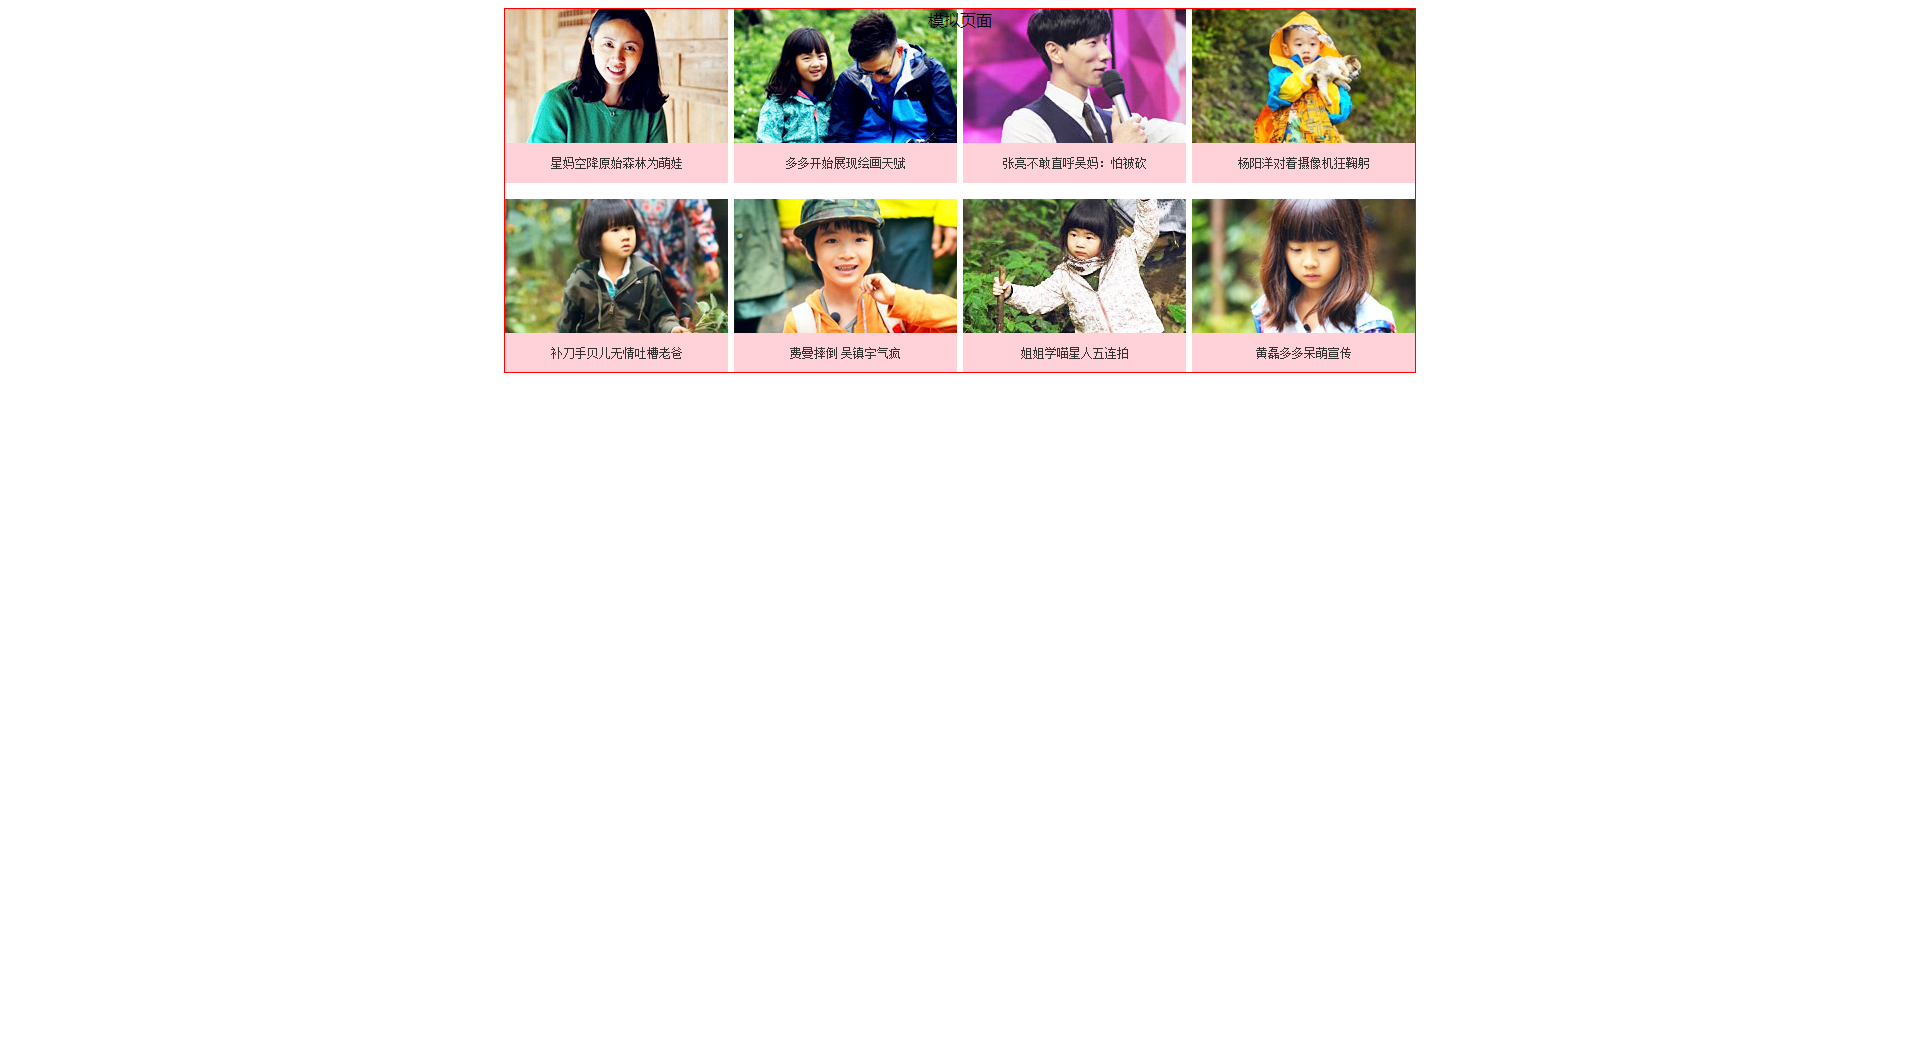 模拟页面
星妈空降原始森林为萌娃
多多开始展现绘画天赋
张亮不敢直呼吴妈：怕被砍
杨阳洋对着摄像机狂鞠躬
补刀手贝儿无情吐槽老爸
费曼摔倒 吴镇宇气疯
姐姐学喵星人五连拍
黄磊多多呆萌宣传